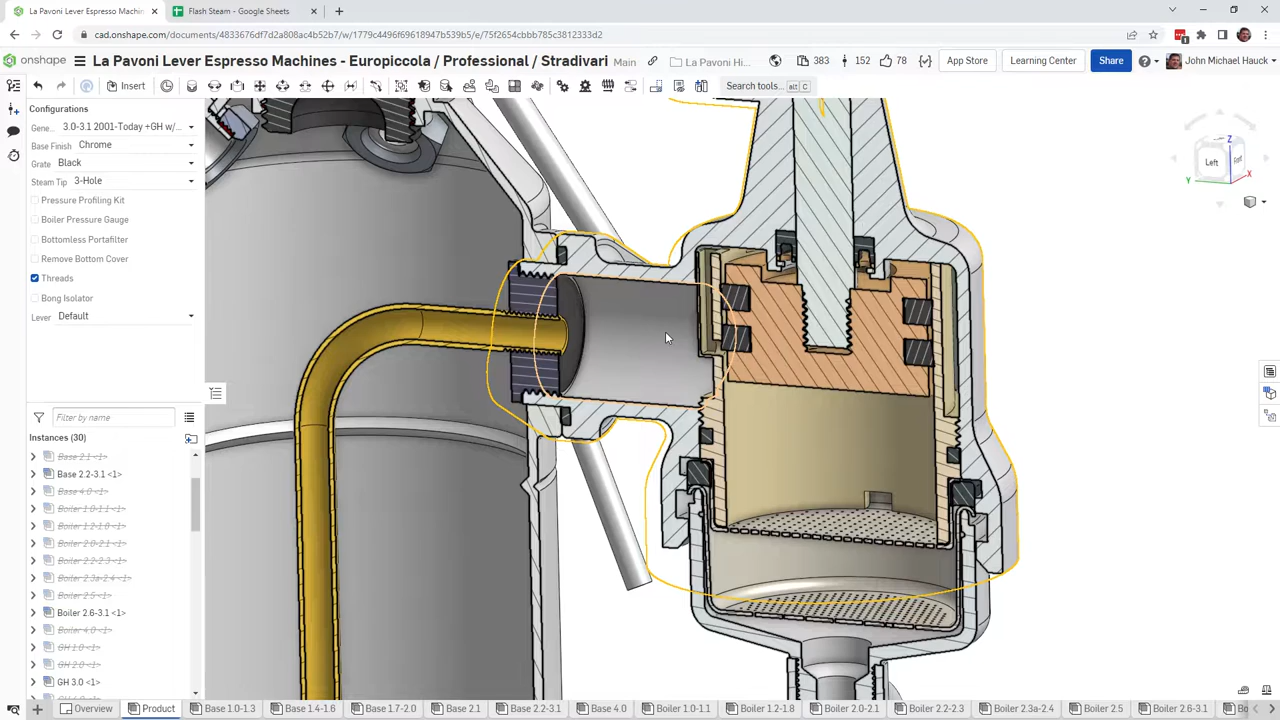 La Pavoni Lever Espresso Machines - E
Flash Steam - Google Sheets
cad.onshape.com/documents/4833676df7d2a808ac4b52b7/w/1779c4496f69618947b539b5/e/75f2654cbbb785c3812333d2
onshape
La Pavoni Lever Espresso Machines - Europiccola / Professional / Stradivari
Main
La Pavoni Hi...
383
152
78
App Store
Learning Center
Share
John Michael Hauck
Insert
Search tools...
alt C
Configurations
Gene...
3.0-3.1 2001-Today +GH w/...
Base Finish
Chrome
Grate
Black
Steam Tip
3-Hole
Pressure Profiling Kit
Boiler Pressure Gauge
Bottomless Portafilter
Remove Bottom Cover
Threads
Bong Isolator
Lever
Default
Filter by name
Instances (30)
Base 2.1 <1>
Base 2.2-3.1 <1>
Base 4.0 <1>
Boiler 1.0-1.1 <1>
Boiler 1.2-1.8 <1>
Boiler 2.0-2.1 <1>
Boiler 2.2-2.3 <1>
Boiler 2.3a-2.4 <1>
Boiler 2.5 <1>
Boiler 2.6-3.1 <1>
Boiler 4.0 <1>
GH 1.0 <1>
GH 2.0 <1>
GH 3.0 <1>
Z
Left
Front
Y
X
Overview
Product
Base 1.0-1.3
Base 1.4-1.6
Base 1.7-2.0
Base 2.1
Base 2.2-3.1
Base 4.0
Boiler 1.0-1.1
Boiler 1.2-1.8
Boiler 2.0-2.1
Boiler 2.2-2.3
Boiler 2.3a-2.4
Boiler 2.5
Boiler 2.6-3.1
Bo